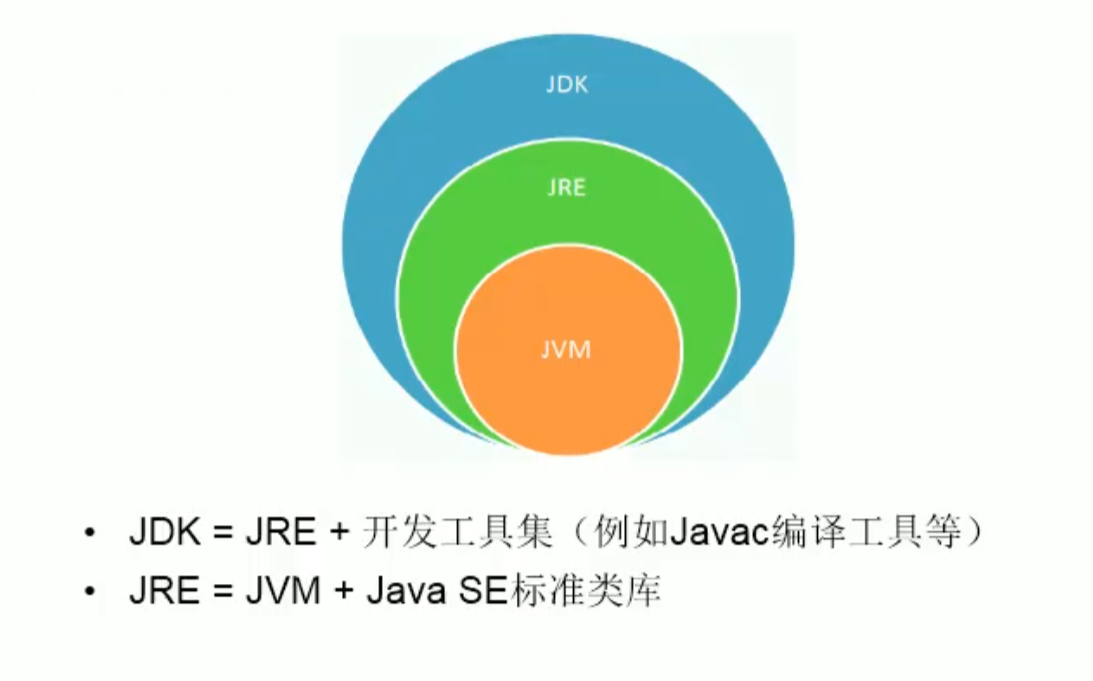 JDK
JRE
JVM
• JDK = JRE + 开发工具集（例如Javac编译工具等）
• JRE = JVM + Java SE标准类库